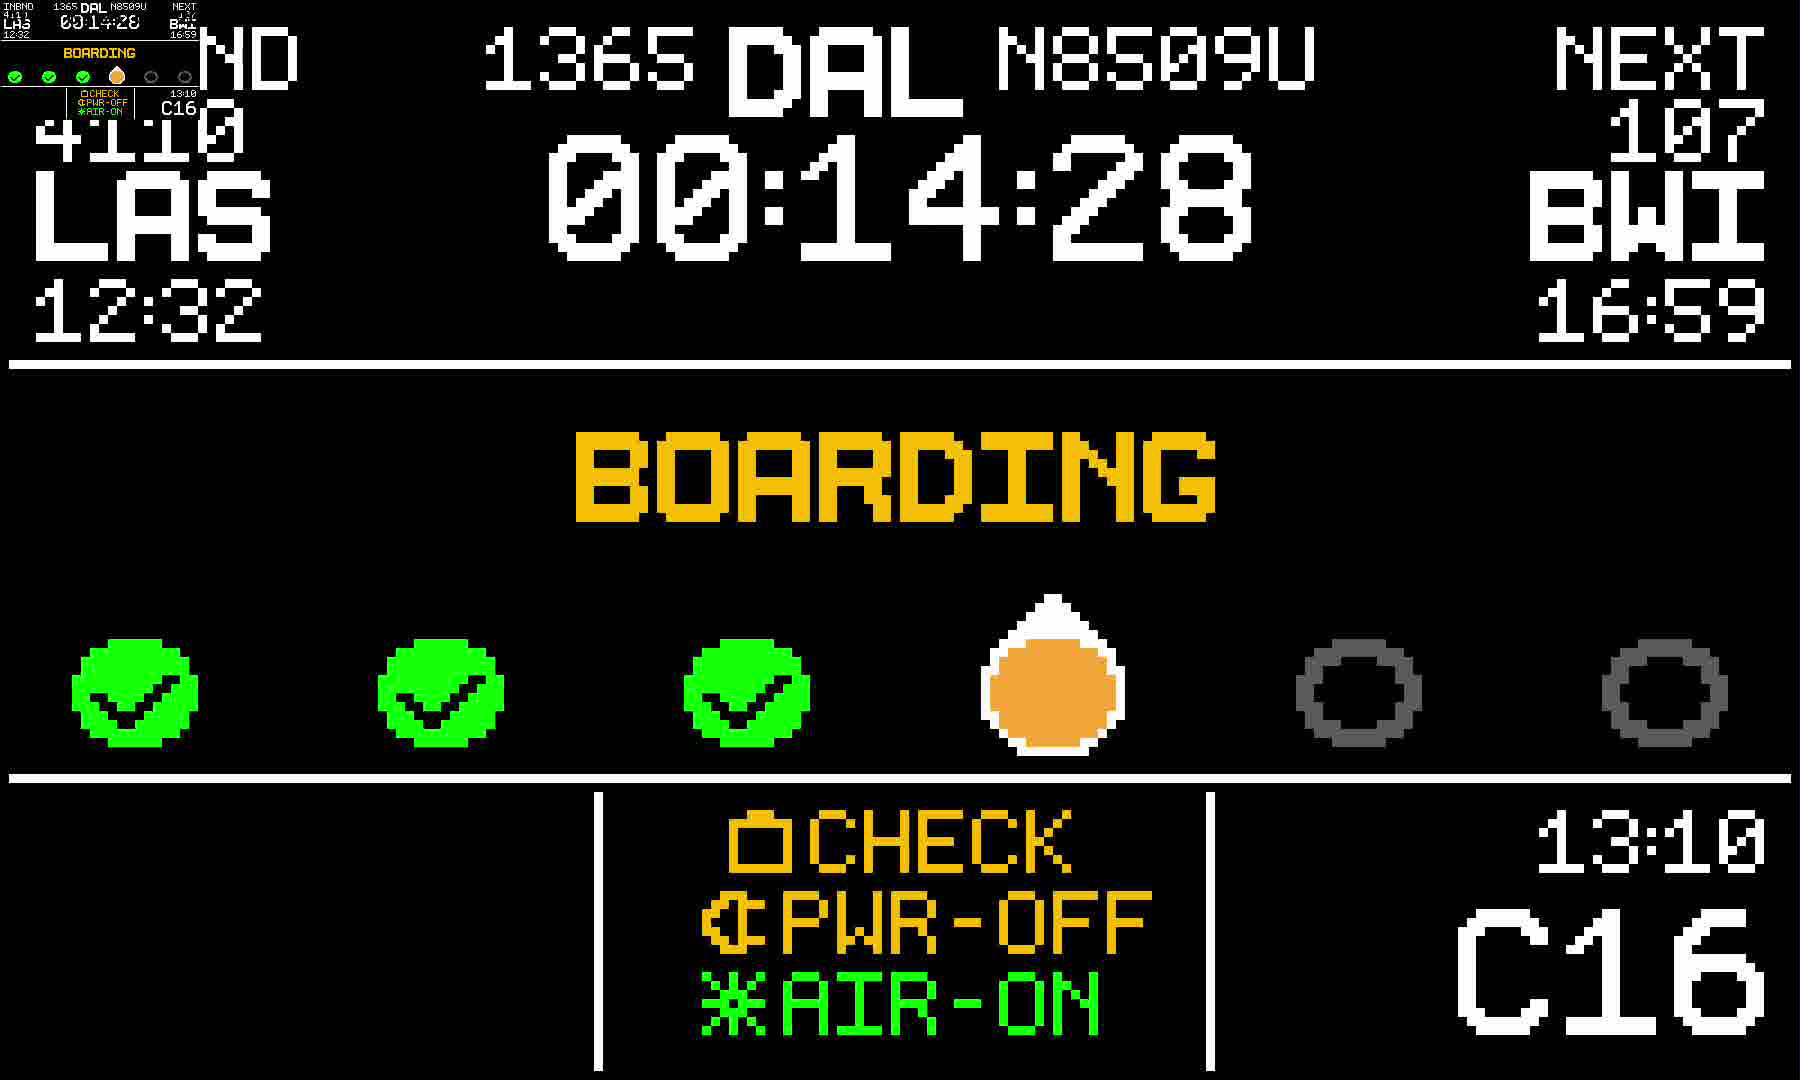 INBND 1365 DAL N8509U NEXT
4110 00:14:28 107
LAS BWI
12:32 16:59
BOARDING
CHECK 13:10
PWR-OFF C16
AIR-ON
ND 1365 DAL N8509U NEXT
4110 107
00:14:28
LAS BWI
12:32 16:59
BOARDING
CHECK 13:10
PWR-OFF
AIR-ON C16